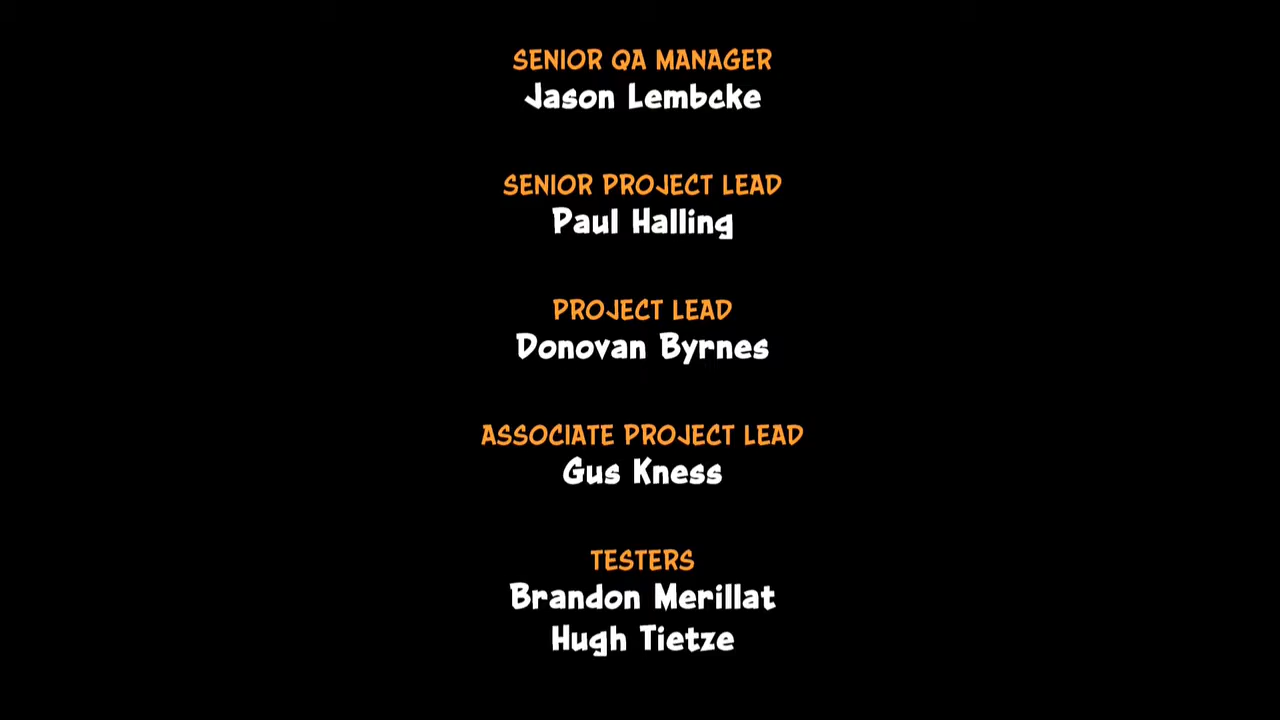 SENIOR QA MANAGER
Jason Lembcke
SENIOR PROJECT LEAD
Paul Halling
PROJECT LEAD
Donovan Byrnes
ASSOCIATE PROJECT LEAD
Gus Kness
TESTERS
Brandon Merillat
Hugh Tietze